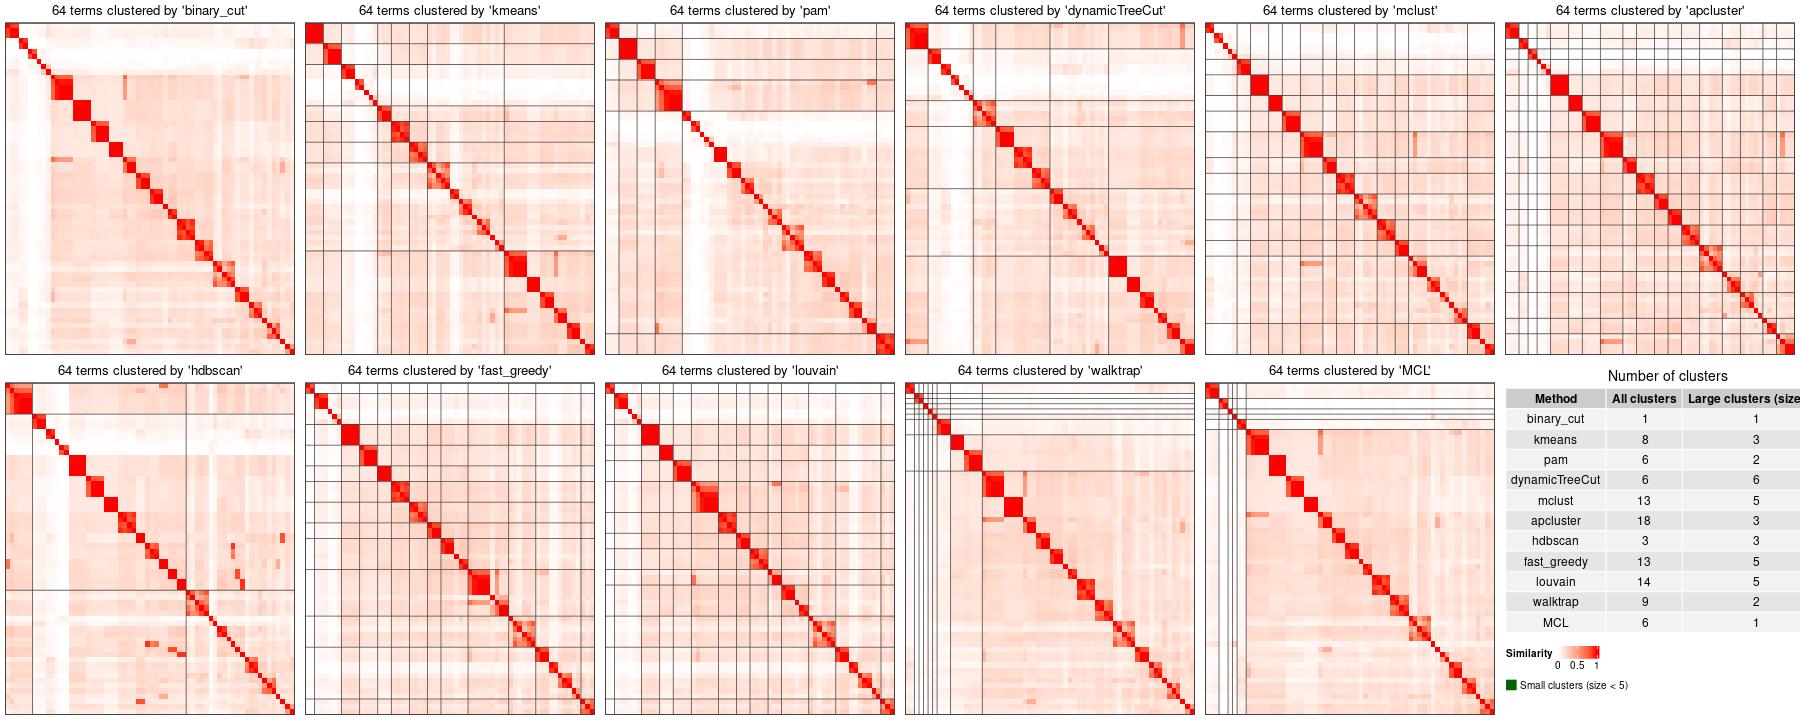 64 terms clustered by 'binary_cut'
64 terms clustered by 'kmeans'
64 terms clustered by 'pam'
64 terms clustered by 'dynamicTreeCut'
64 terms clustered by 'mclust'
64 terms clustered by 'apcluster'
64 terms clustered by 'hdbscan'
64 terms clustered by 'fast_greedy'
64 terms clustered by 'louvain'
64 terms clustered by 'walktrap'
64 terms clustered by 'MCL'
Number of clusters
Method All clusters Large clusters (size
binary_cut 1 1
kmeans 8 3
pam 6 2
dynamicTreeCut 6 6
mclust 13 5
apcluster 18 3
hdbscan 3 3
fast_greedy 13 5
louvain 14 5
walktrap 9 2
MCL 6 1
Similarity
0 0.5 1
Small clusters (size < 5)